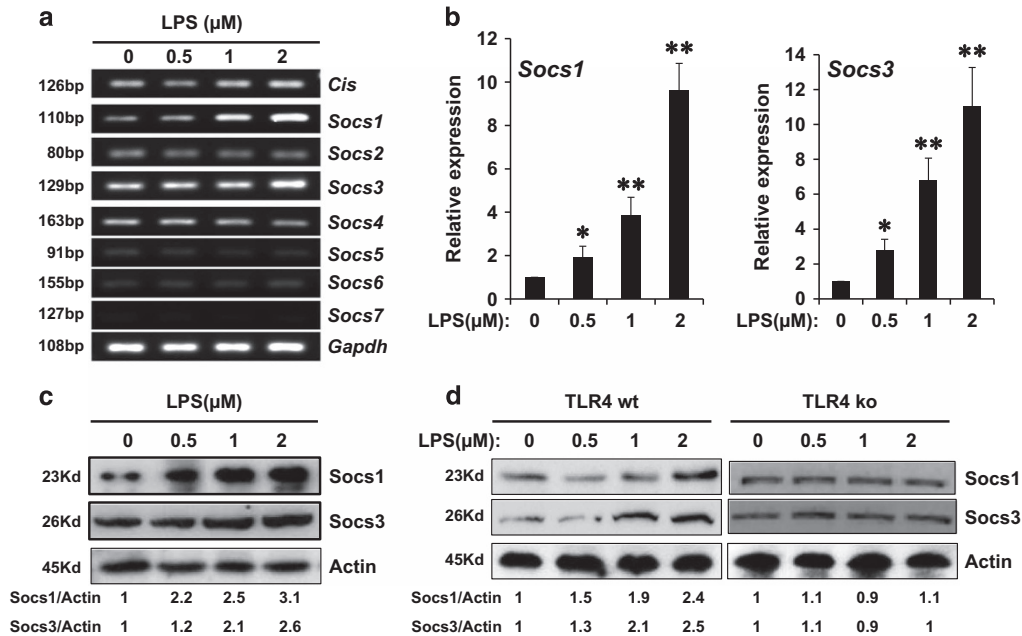 a
LPS (µM)
0 0.5 1 2
126bp Cis
110bp Socs1
80bp Socs2
129bp Socs3
163bp Socs4
91bp Socs5
155bp Socs6
127bp Socs7
108bp Gapdh
b
Socs1
Relative expression
12
10
8
6
4
2
0
* ** **
LPS(µM): 0 0.5 1 2
Socs3
Relative expression
14
12
10
8
6
4
2
0
* ** **
LPS(µM): 0 0.5 1 2
c
LPS(µM)
0 0.5 1 2
23Kd Socs1
26Kd Socs3
45Kd Actin
Socs1/Actin 1 2.2 2.5 3.1
Socs3/Actin 1 1.2 2.1 2.6
d
TLR4 wt TLR4 ko
LPS(µM): 0 0.5 1 2 0 0.5 1 2
23Kd Socs1
26Kd Socs3
45Kd Actin
Socs1/Actin 1 1.5 1.9 2.4 1 1.1 0.9 1.1
Socs3/Actin 1 1.3 2.1 2.5 1 1.1 0.9 1